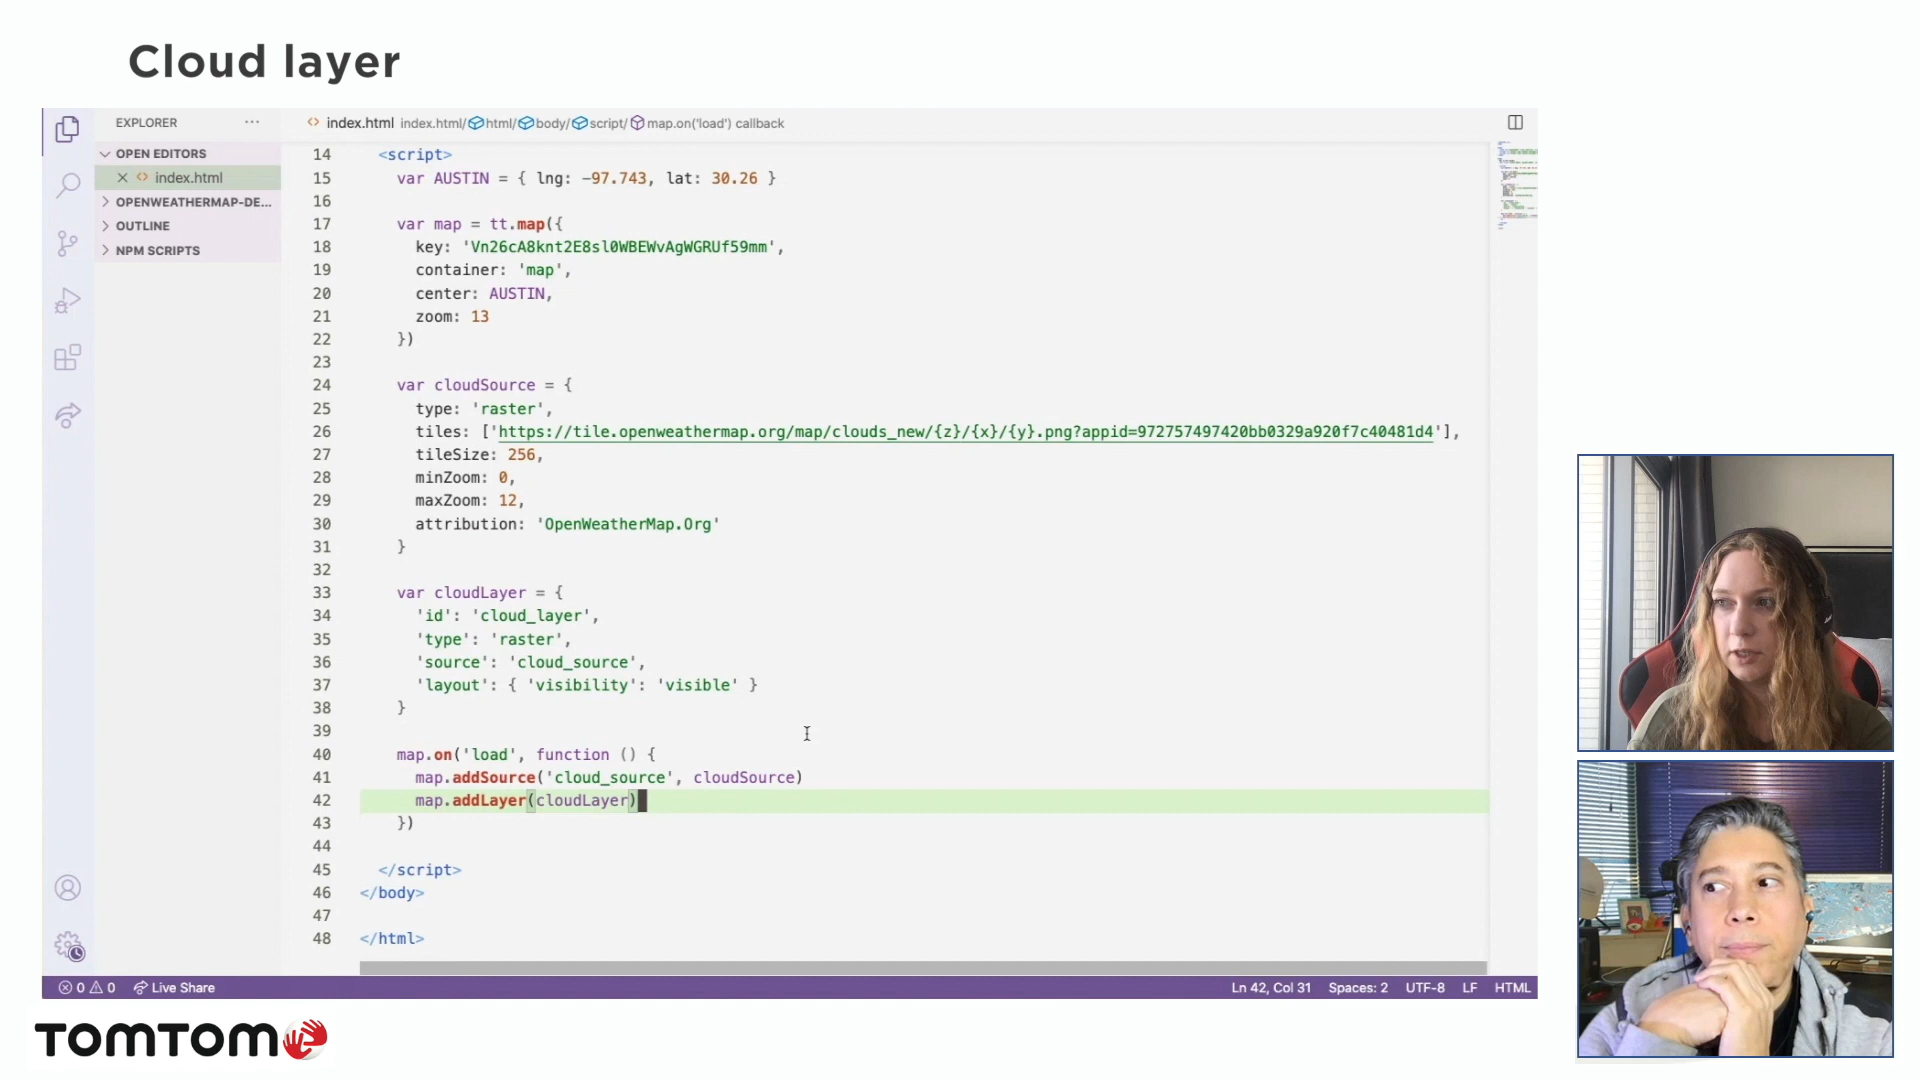 Cloud layer
EXPLORER ···
index.html index.html/ html/ body/ script/ map.on('load') callback
OPEN EDITORS
index.html
OPENWEATHERMAP-DE...
OUTLINE
NPM SCRIPTS
14 <script>
15 var AUSTIN = { lng: -97.743, lat: 30.26 }
16
17 var map = tt.map({
18 key: 'Vn26cA8knt2E8sl0WBEWvAgWGRUf59mm',
19 container: 'map',
20 center: AUSTIN,
21 zoom: 13
22 })
23
24 var cloudSource = {
25 type: 'raster',
26 tiles: ['https://tile.openweathermap.org/map/clouds_new/{z}/{x}/{y}.png?appid=972757497420bb0329a920f7c40481d4'],
27 tileSize: 256,
28 minZoom: 0,
29 maxZoom: 12,
30 attribution: 'OpenWeatherMap.Org'
31 }
32
33 var cloudLayer = {
34 'id': 'cloud_layer',
35 'type': 'raster',
36 'source': 'cloud_source',
37 'layout': { 'visibility': 'visible' }
38 }
39
40 map.on('load', function () {
41 map.addSource('cloud_source', cloudSource)
42 map.addLayer(cloudLayer)
43 })
44
45 </script>
46 </body>
47
48 </html>
0 0 Live Share
Ln 42, Col 31 Spaces: 2 UTF-8 LF HTML
TOMTOM